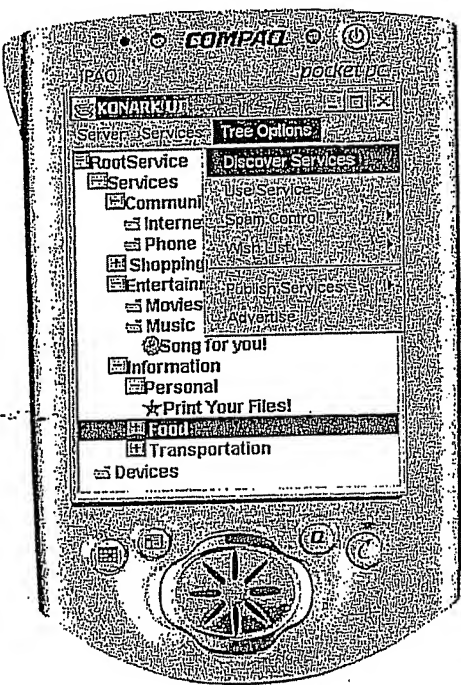 COMPAQ
iPAQ pocket pc
KONARK UI
Server Services Tree Options
RootService
Discover Services
Services
Use Service
Communi
Spam Control
Interne
Wish List
Phone
Shopping
Publish Services
Entertainm
Advertise
Movies
Music
Song for you!
Information
Personal
Print Your Files!
Food
Transportation
Devices
Q